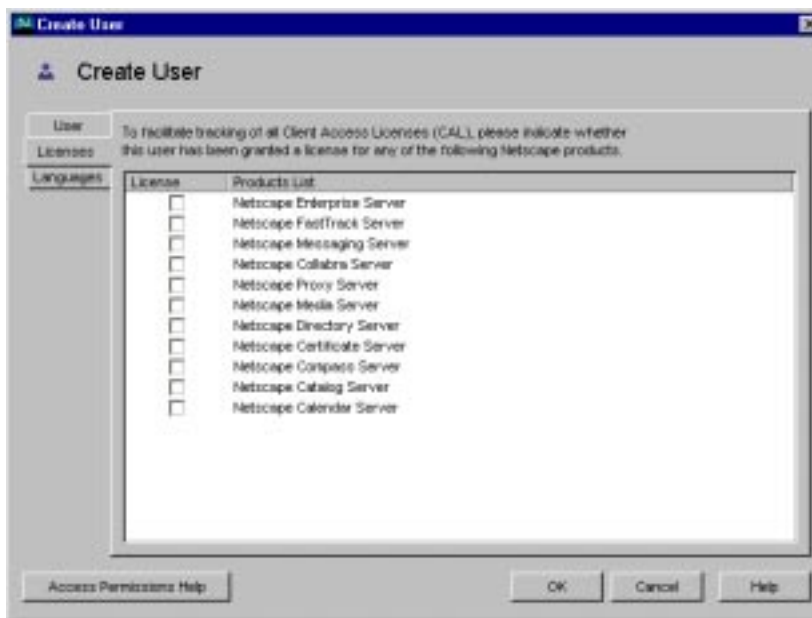 Create User
Create User
User
Licenses
Languages
To facilitate tracking of all Client Access Licenses (CAL), please indicate whether
this user has been granted a license for any of the following Netscape products.
License Products List
Netscape Enterprise Server
Netscape FastTrack Server
Netscape Messaging Server
Netscape Collabra Server
Netscape Proxy Server
Netscape Media Server
Netscape Directory Server
Netscape Certificate Server
Netscape Compass Server
Netscape Catalog Server
Netscape Calendar Server
Access Permissions Help OK Cancel Help